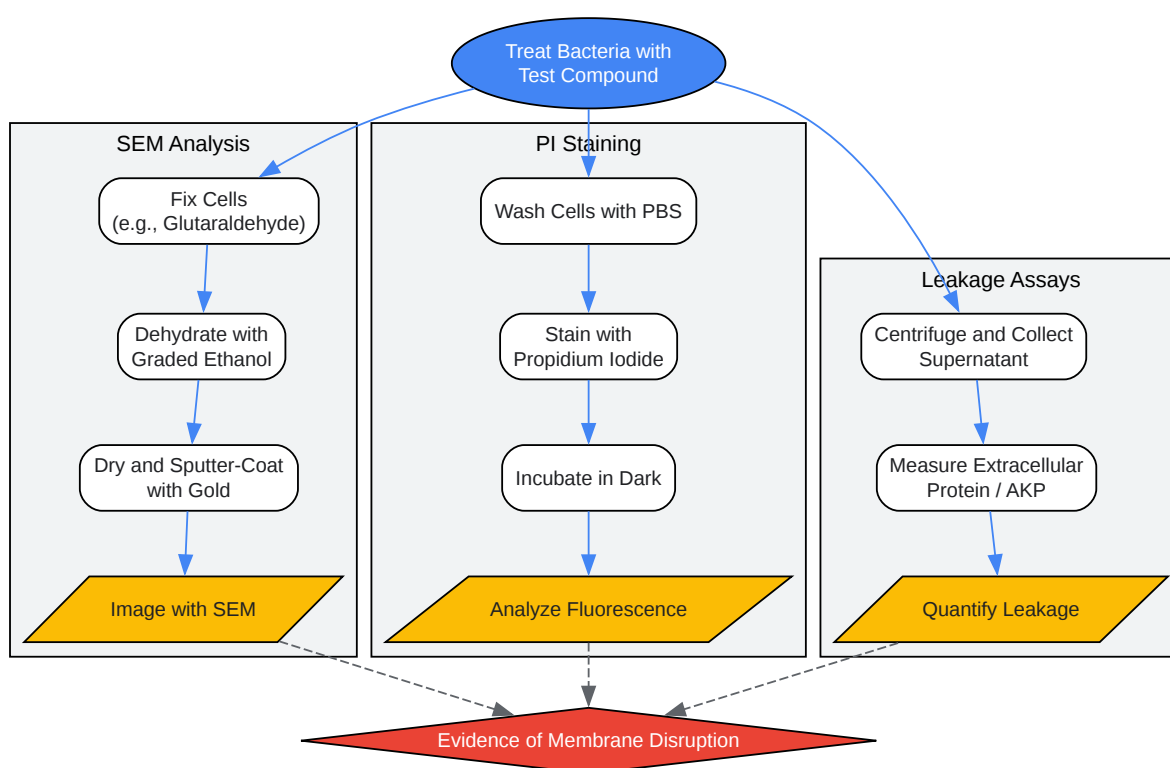 Treat Bacteria with
Test Compound
SEM Analysis
Fix Cells
(e.g., Glutaraldehyde)
Dehydrate with
Graded Ethanol
Dry and Sputter-Coat
with Gold
Image with SEM
PI Staining
Wash Cells with PBS
Stain with
Propidium Iodide
Incubate in Dark
Analyze Fluorescence
Leakage Assays
Centrifuge and Collect
Supernatant
Measure Extracellular
Protein / AKP
Quantify Leakage
Evidence of Membrane Disruption